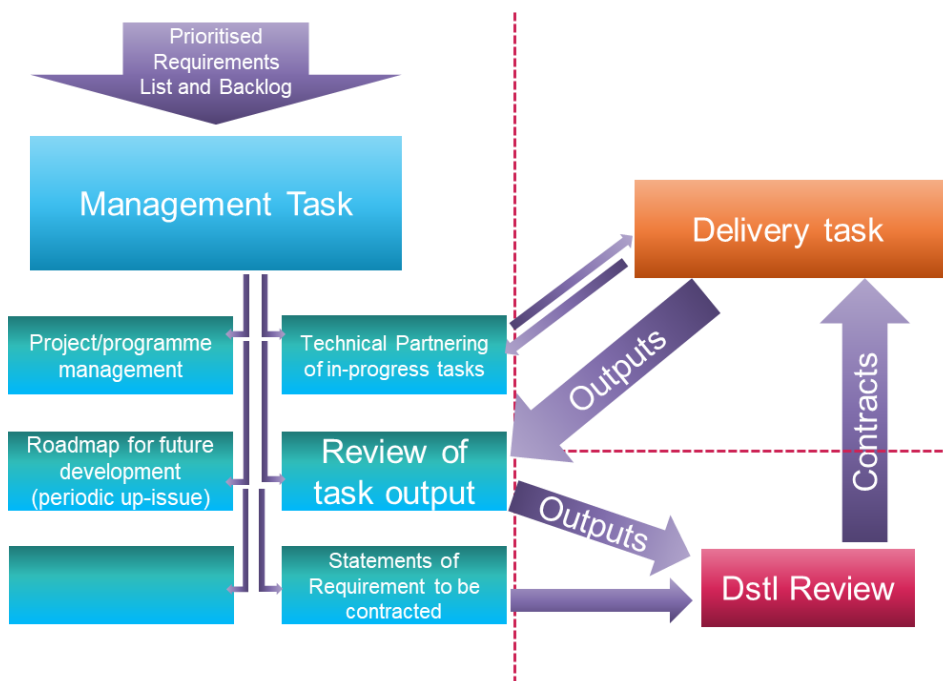 Prioritised
Requirements
List and Backlog
Management Task
Delivery task
Project/programme
management
Technical Partnering
of in-progress tasks
Outputs
Contracts
Roadmap for future
development
(periodic up-issue)
Review of
task output
Outputs
Statements of
Requirement to be
contracted
Dstl Review